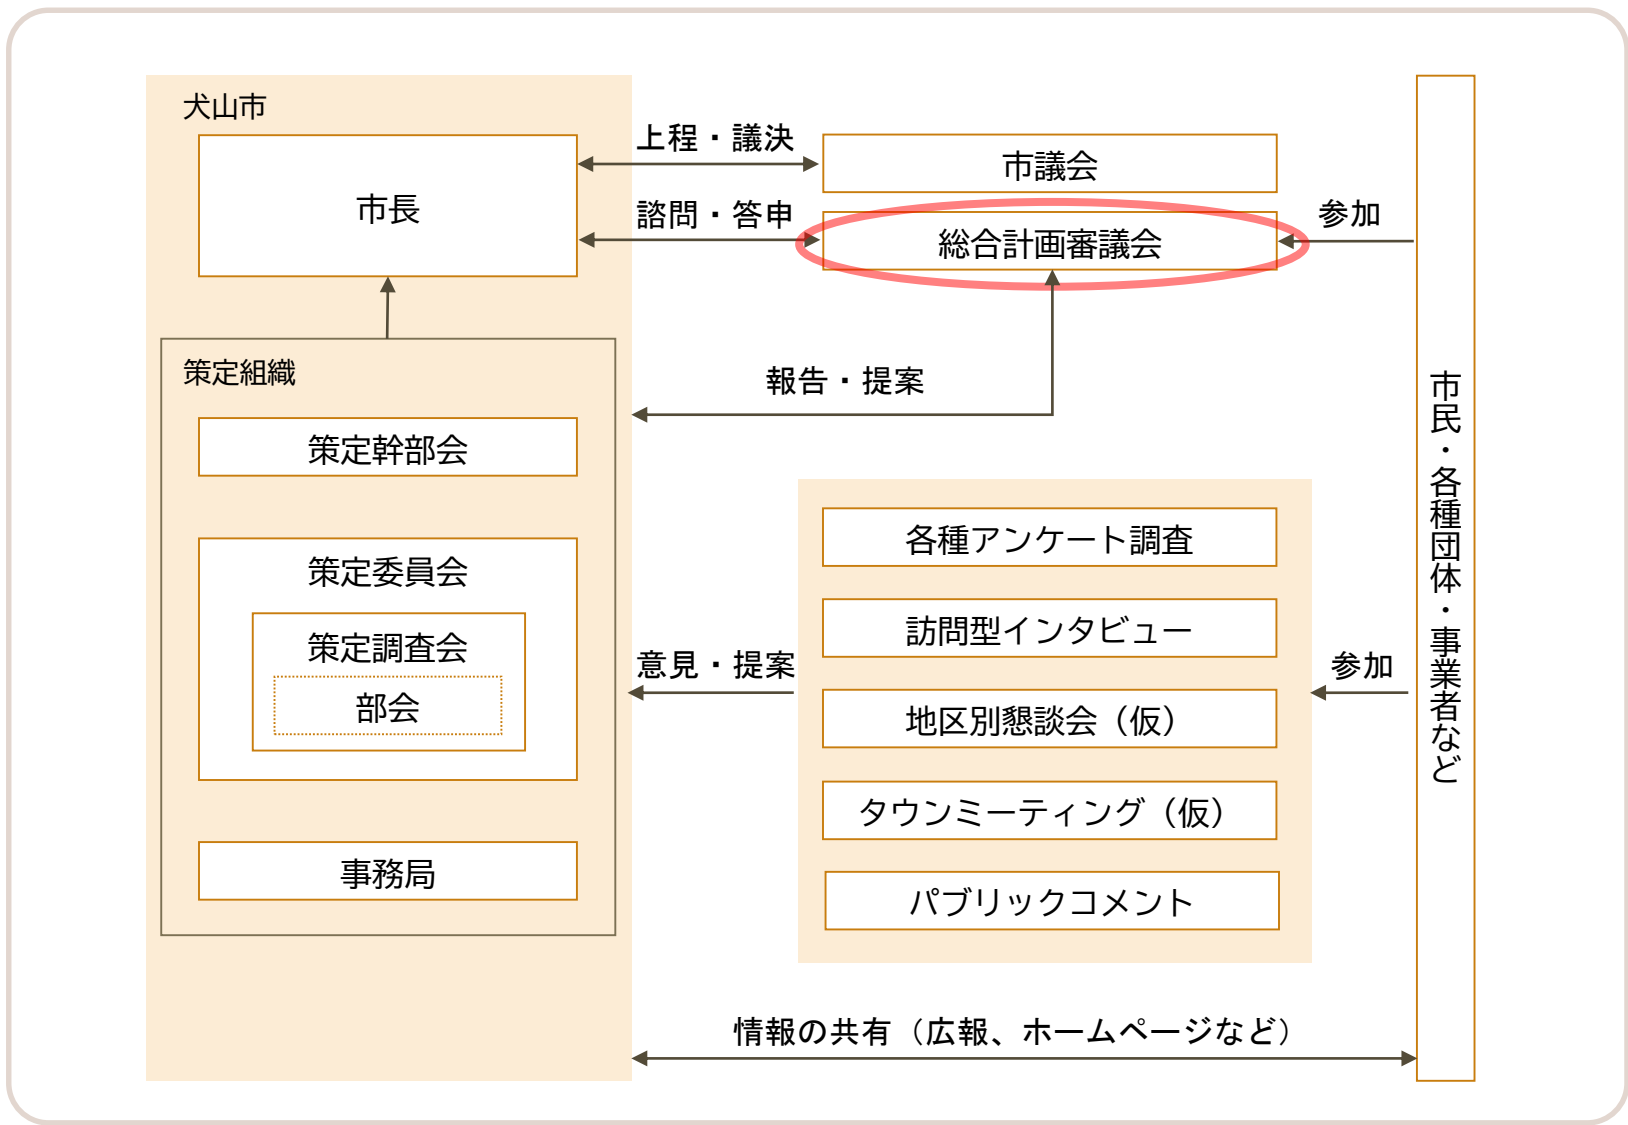 犬山市
市長
上程・議決
市議会
諮問・答申
総合計画審議会
参加
策定組織
報告・提案
策定幹部会
策定委員会
策定調査会
部会
事務局
意見・提案
各種アンケート調査
訪問型インタビュー
地区別懇談会（仮）
タウンミーティング（仮）
パブリックコメント
参加
市民・各種団体・事業者など
情報の共有（広報、ホームページなど）